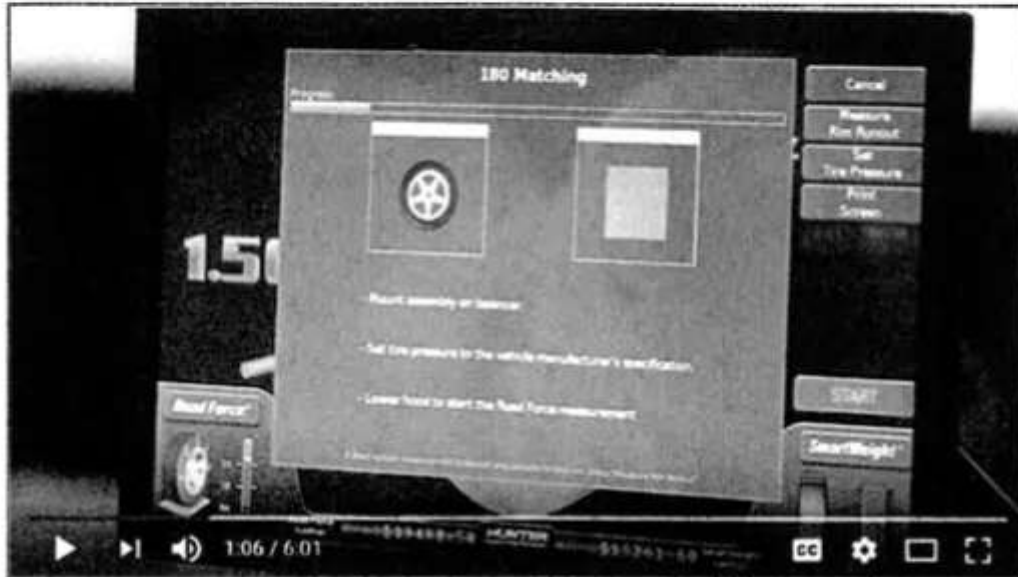 180 Matching
Progress
Cancel
Measure
Rim Runout
Set
Tire Pressure
Print
Screen
1.50
- Mount assembly on balancer
- Set tire pressure to the vehicle manufacturer's specification
- Lower hood to start the Road Force measurement
START
Road Force
SmartWeight
HUNTER
1:06 / 6:01
CC